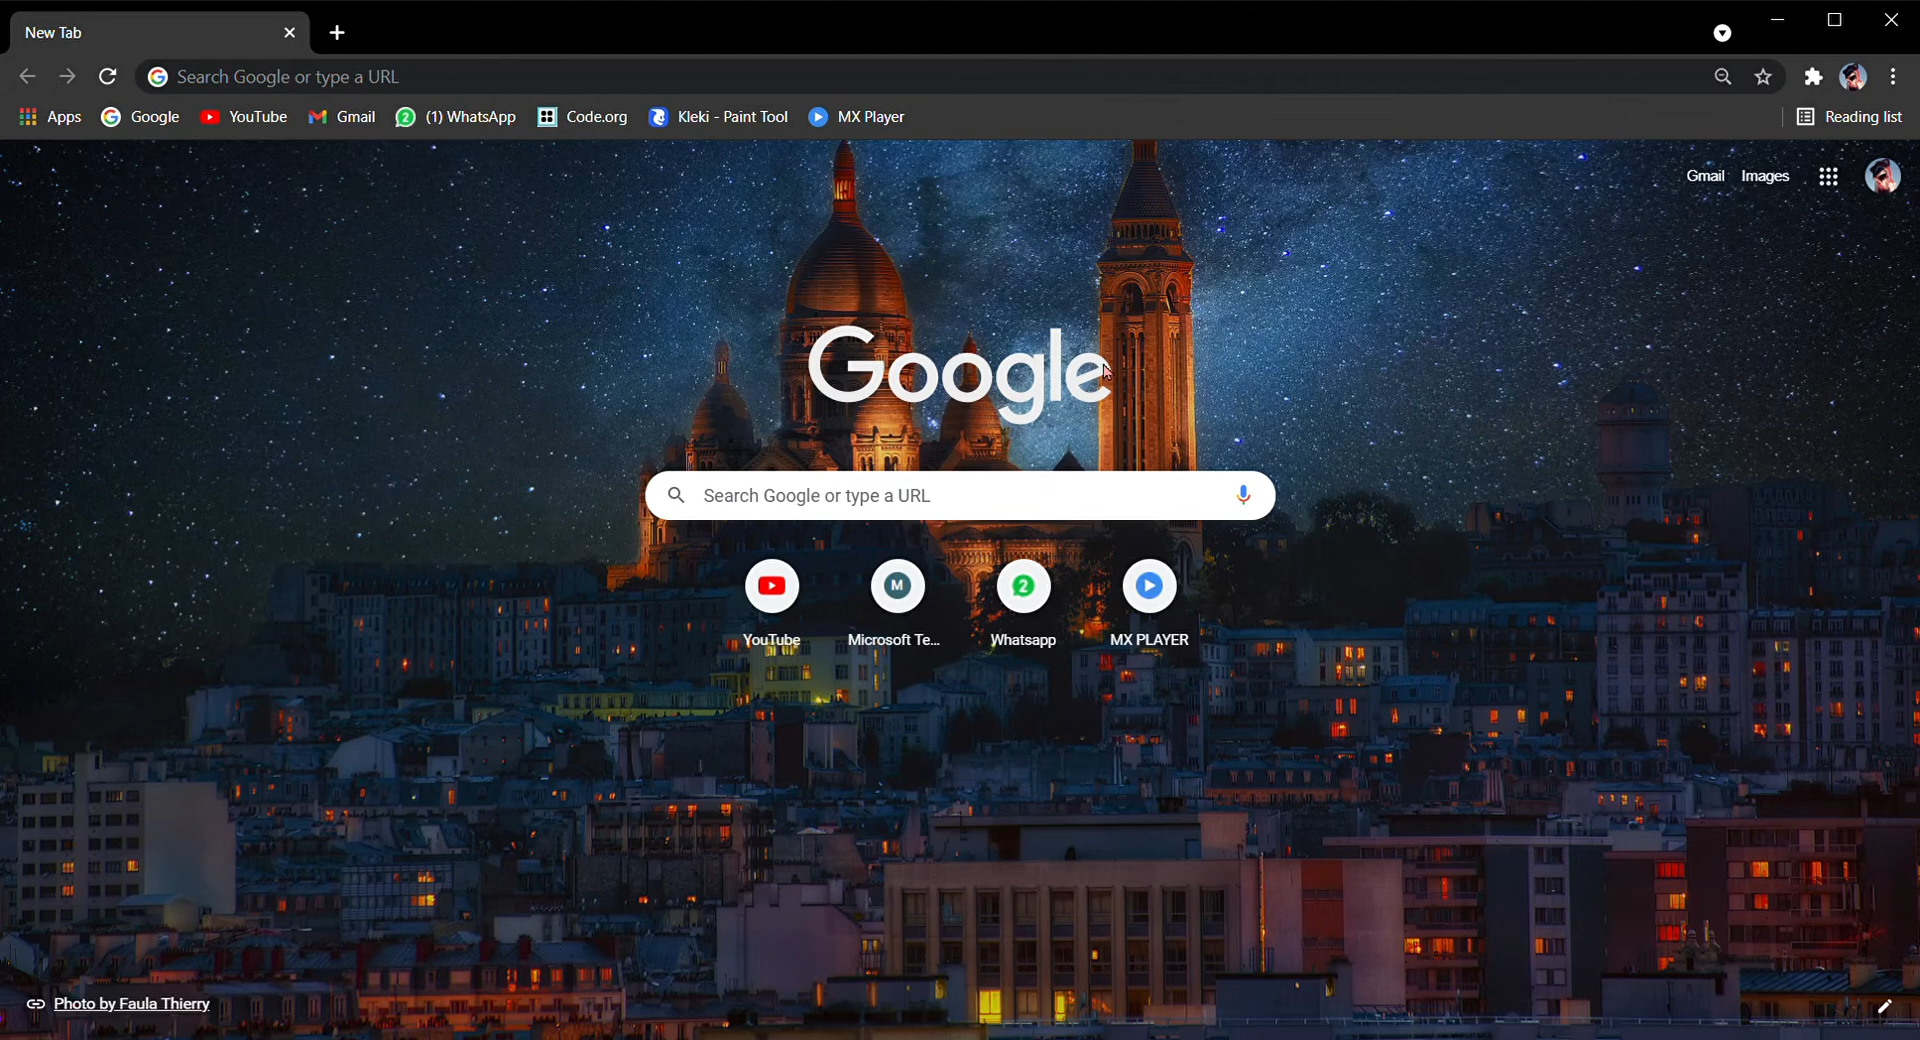 New Tab
Search Google or type a URL
Apps Google YouTube Gmail 2 (1) WhatsApp Code.org Kleki - Paint Tool MX Player Reading list
Gmail Images
Google
Search Google or type a URL
M 2
YouTube Microsoft Te... Whatsapp MX PLAYER
Photo by Faula Thierry